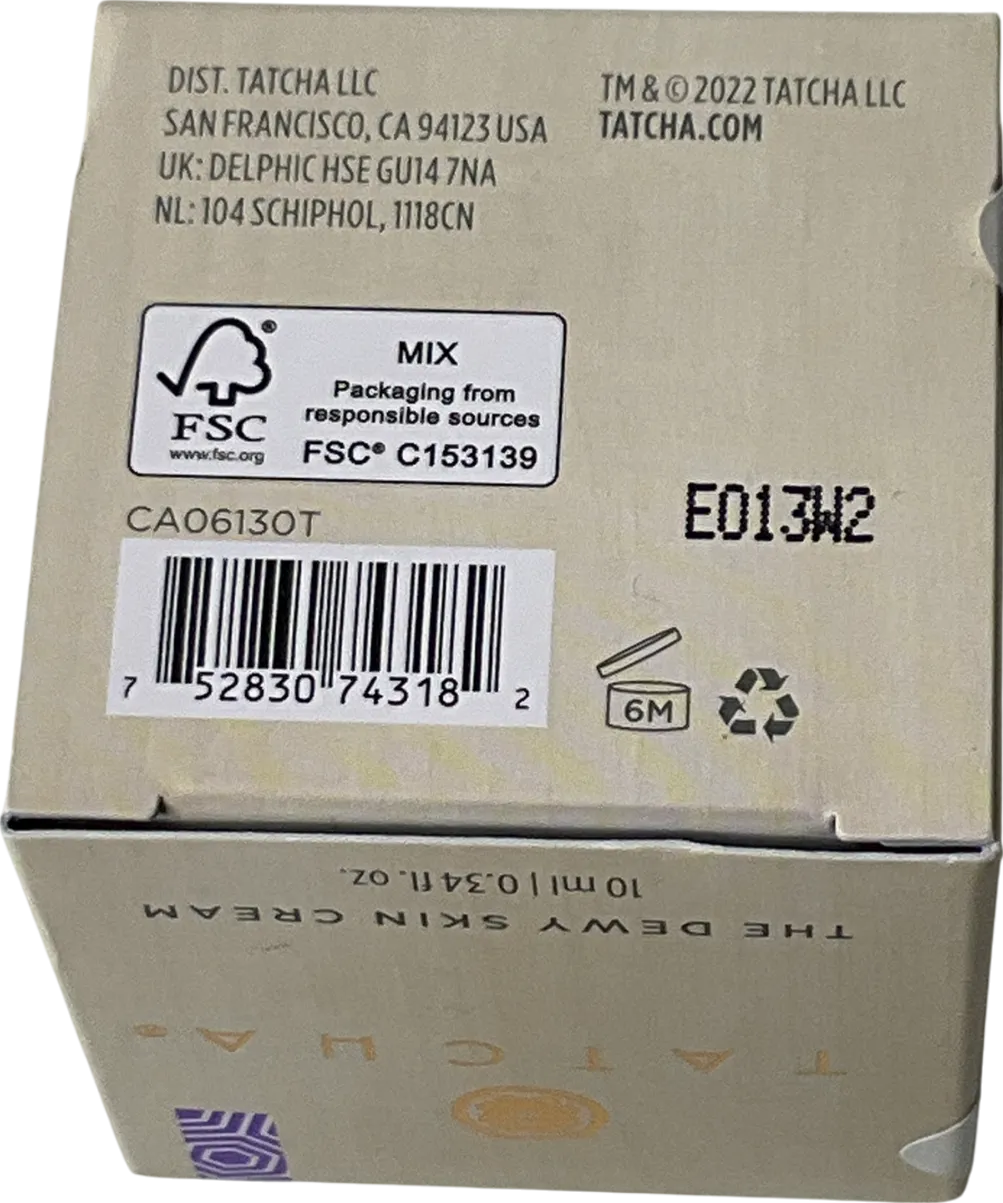 DIST. TATCHA LLC
SAN FRANCISCO, CA 94123 USA
UK: DELPHIC HSE GU14 7NA
NL: 104 SCHIPHOL, 1118CN
TM & © 2022 TATCHA LLC
TATCHA.COM
FSC®
www.fsc.org
MIX
Packaging from
responsible sources
FSC® C153139
CA06130T
E013W2
7 52830 74318 2
6M
10 ml | 0.34 fl. oz.
THE DEWY SKIN CREAM
TATCHA®